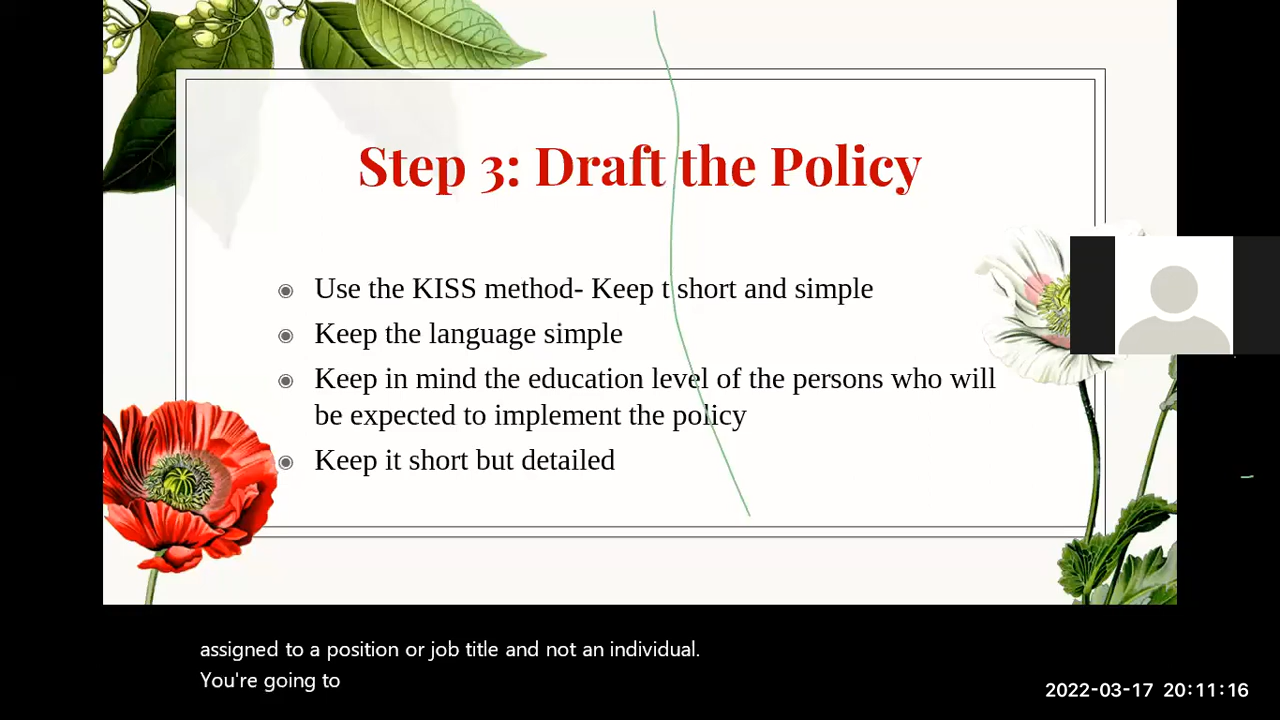 Step 3: Draft the Policy
Use the KISS method- Keep t short and simple
Keep the language simple
Keep in mind the education level of the persons who will
be expected to implement the policy
Keep it short but detailed
assigned to a position or job title and not an individual.
You're going to
2022-03-17 20:11:16